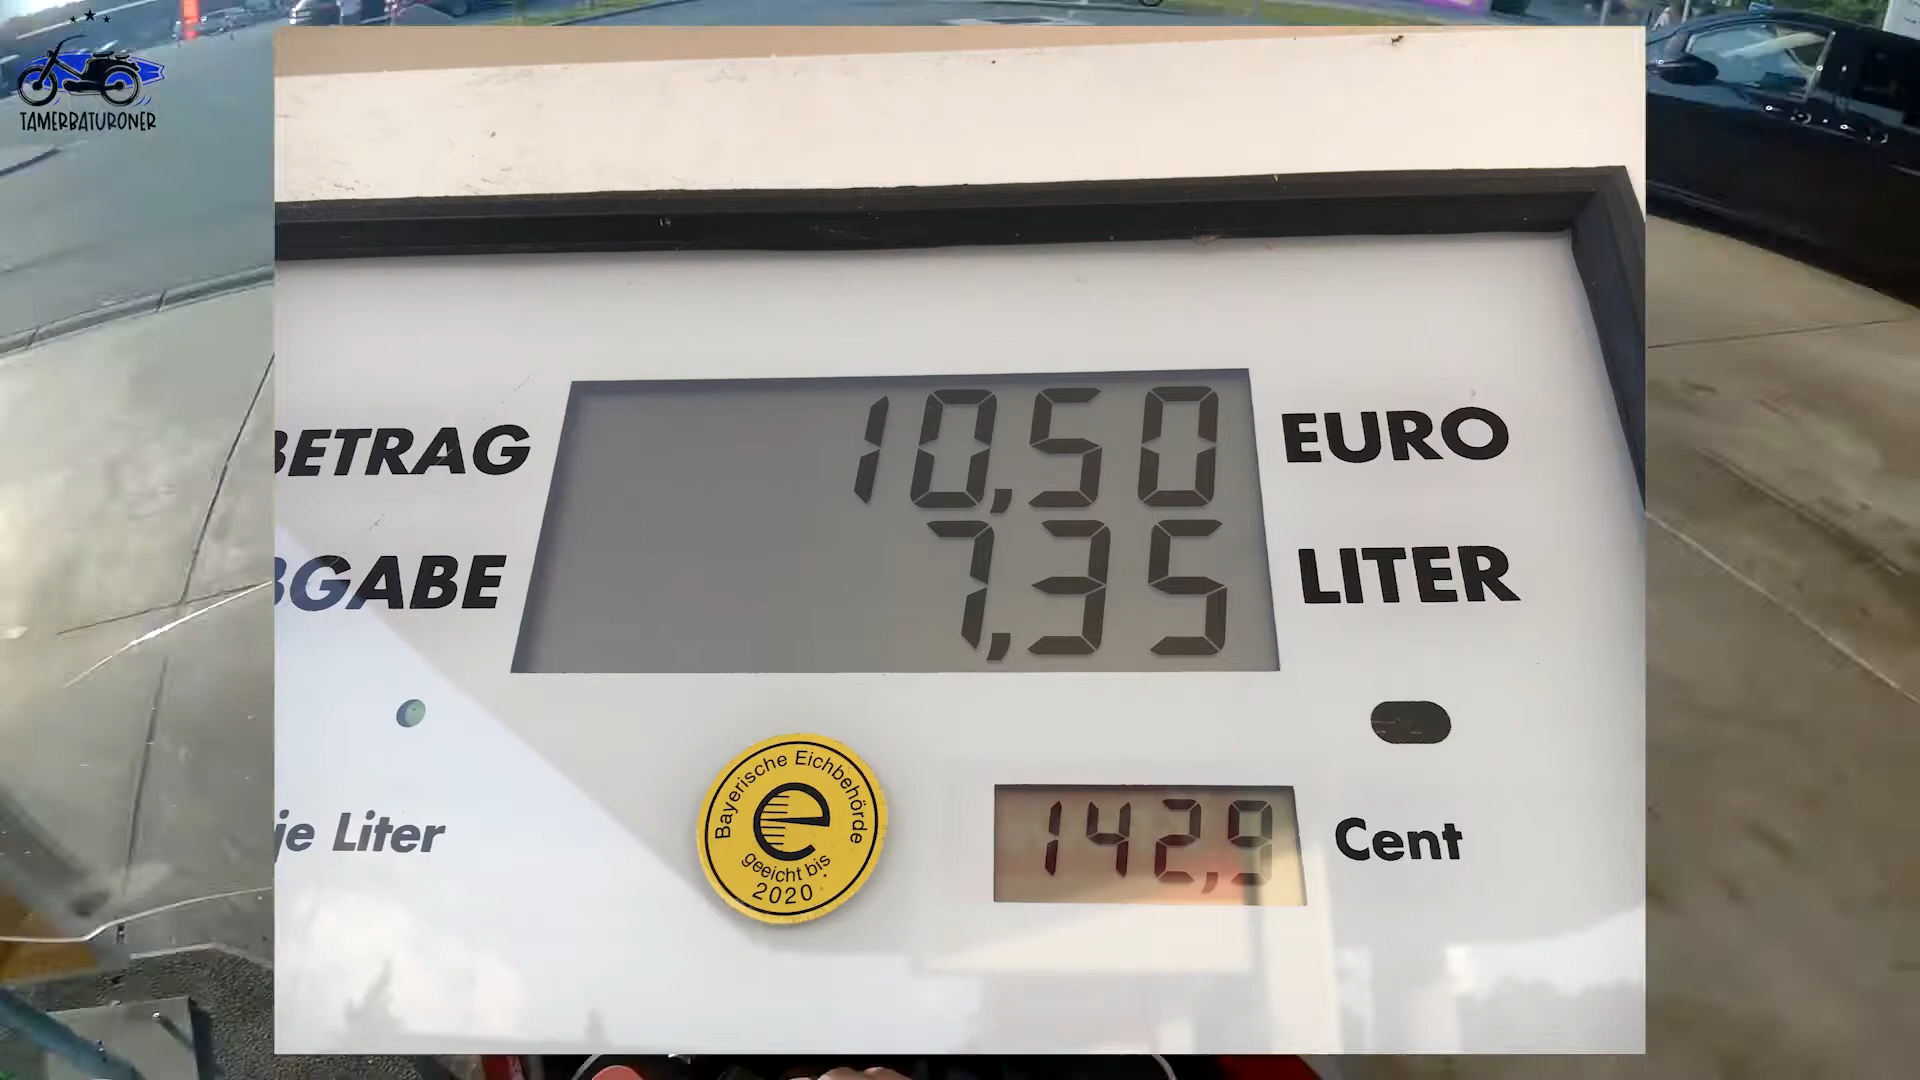 TAMERBATURONER
BETRAG 10,50 EURO
BGABE 7,35 LITER
je Liter
Bayerische Eichbehörde
e
geeicht bis
2020
142,9 Cent